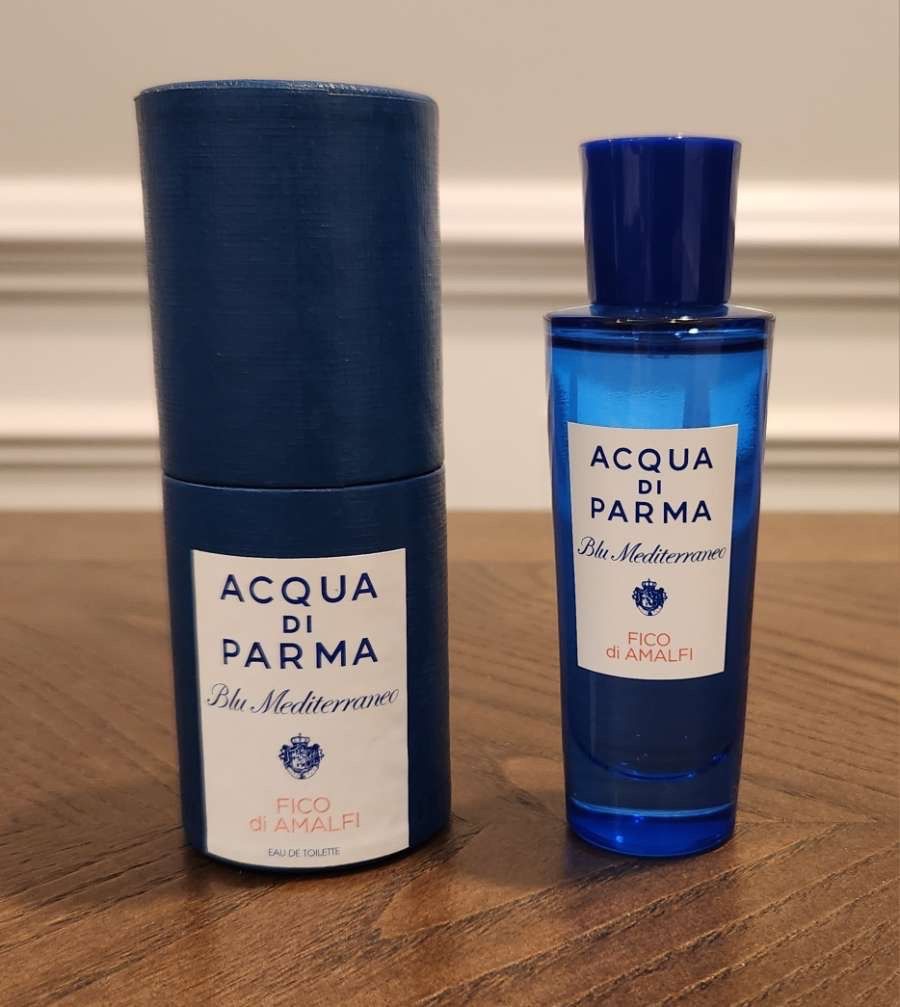 ACQUA
DI
PARMA
Blu Mediterraneo
FICO
di AMALFI
EAU DE TOILETTE
ACQUA
DI
PARMA
Blu Mediterraneo
FICO
di AMALFI